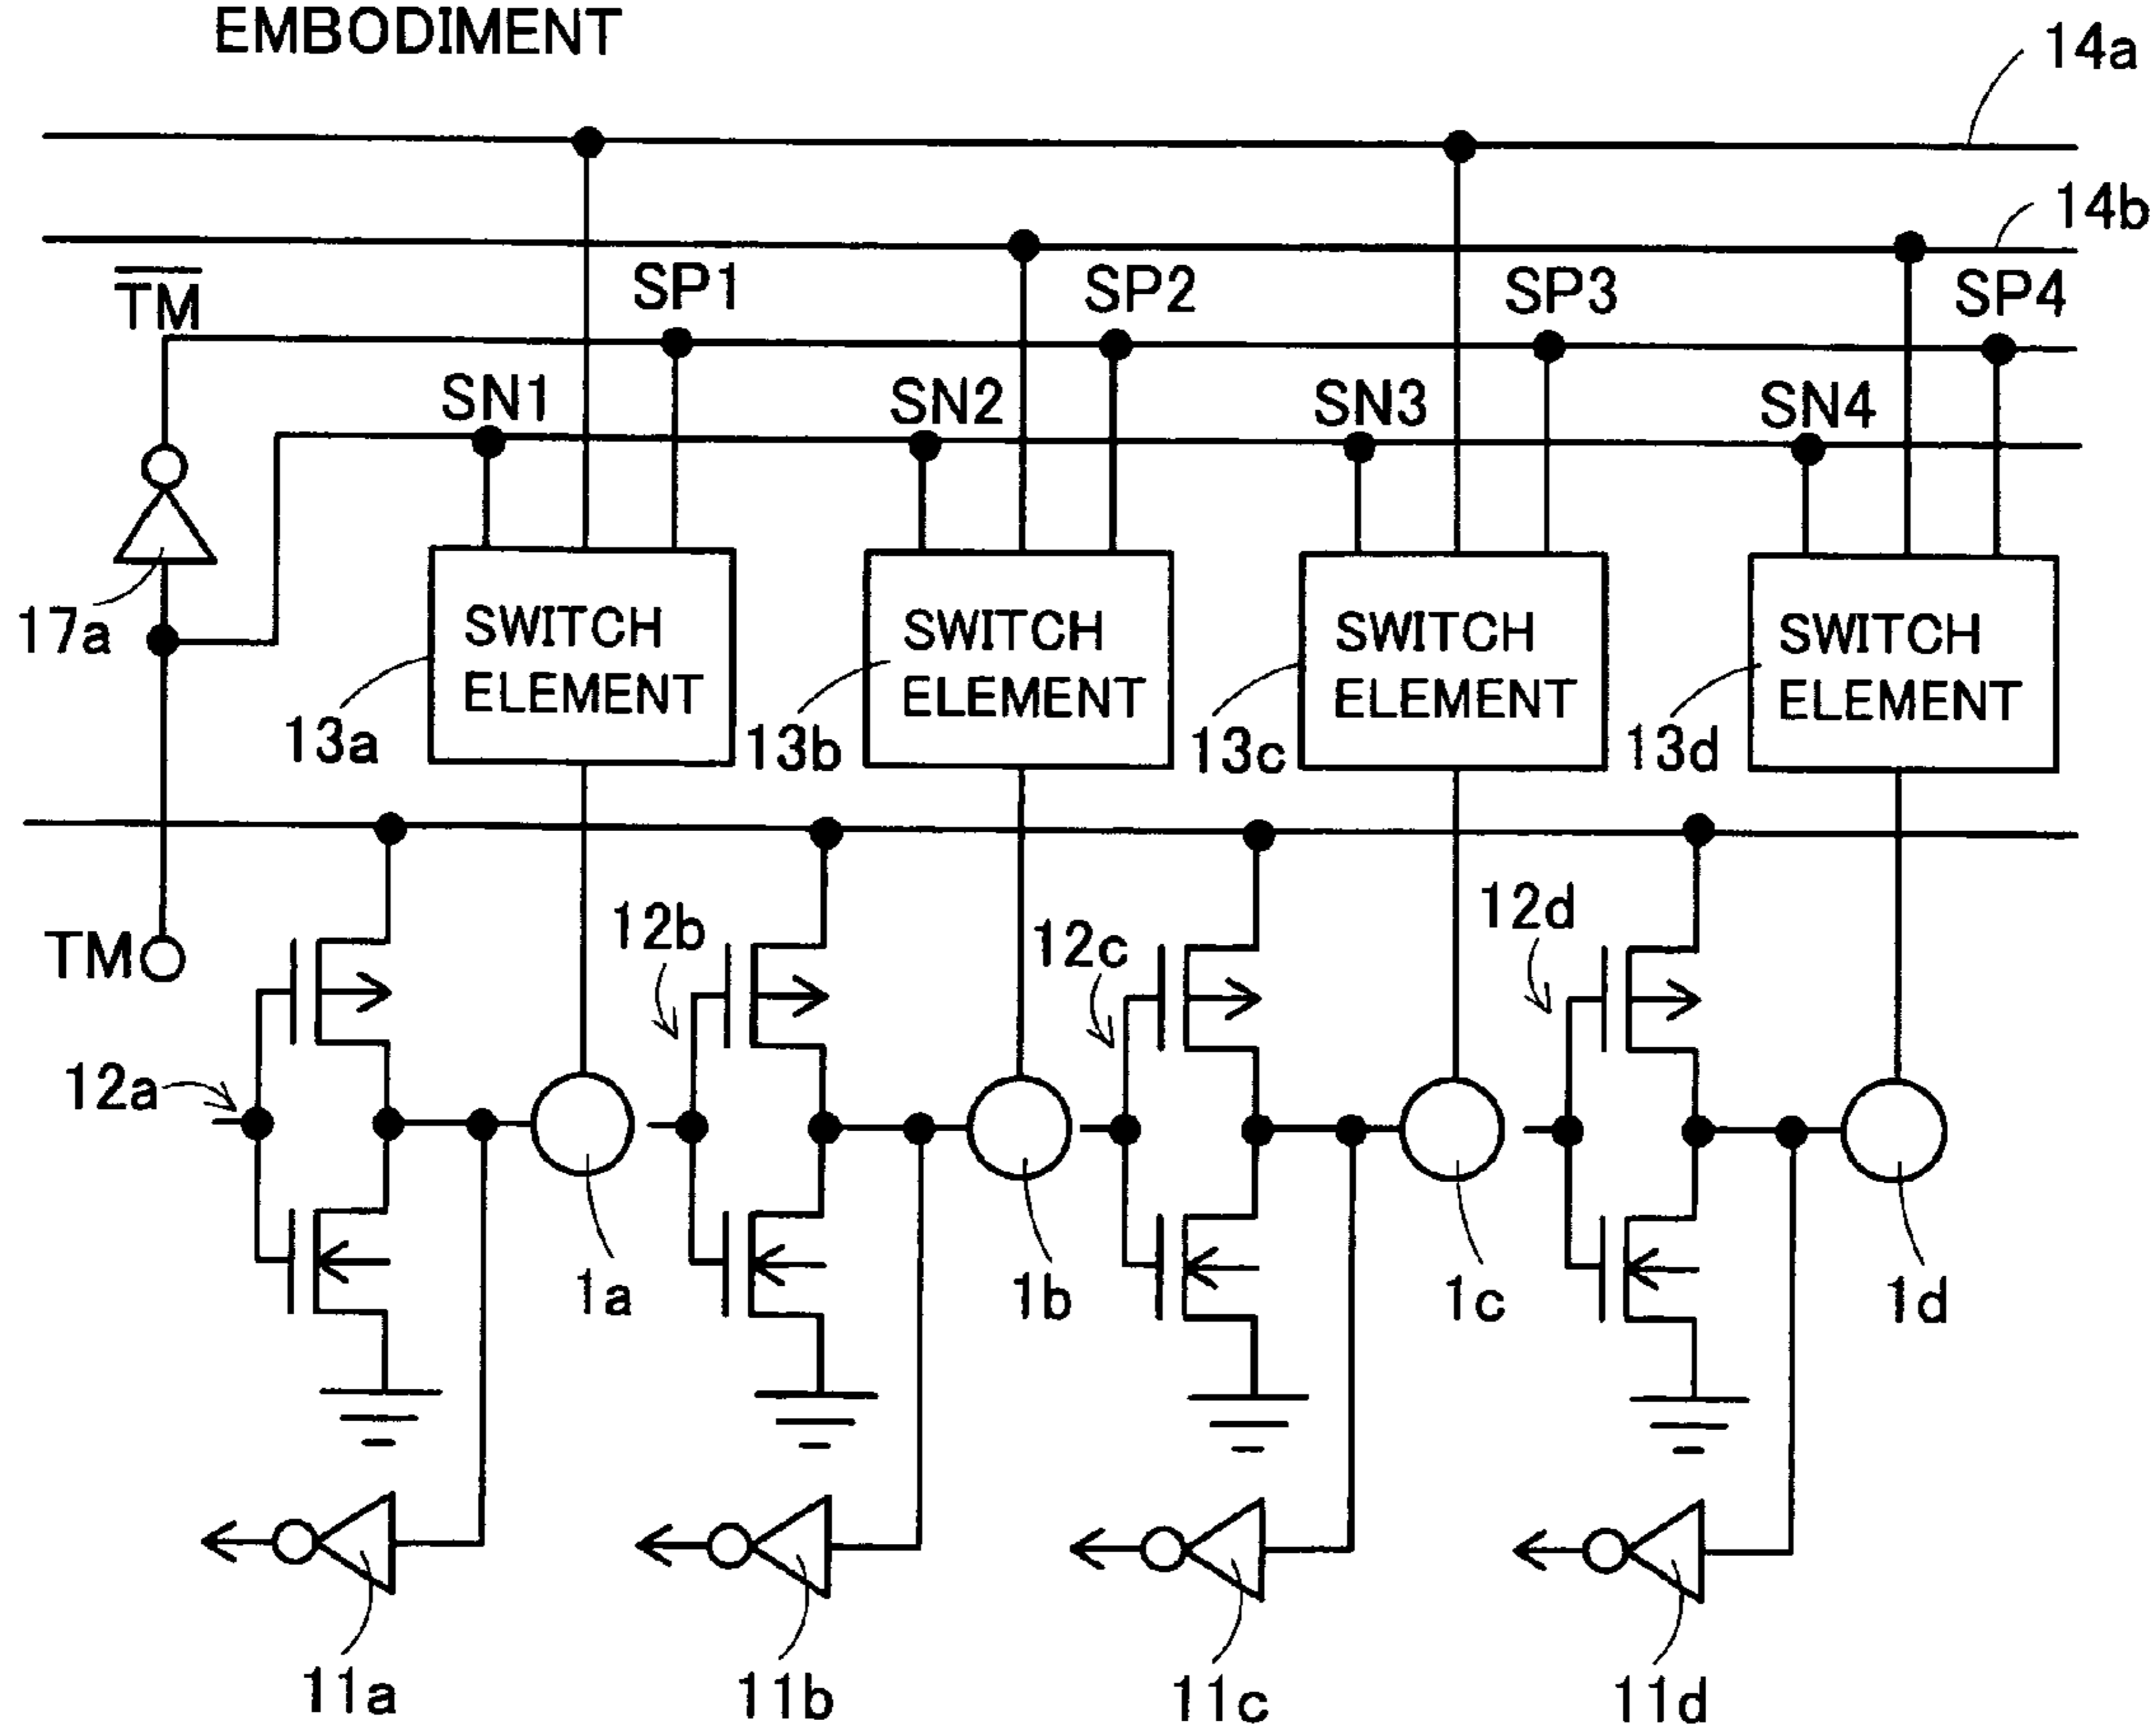 EMBODIMENT
14a
14b
T̅M̅
SP1
SP2
SP3
SP4
SN1
SN2
SN3
SN4
17a
SWITCH
ELEMENT
SWITCH
ELEMENT
SWITCH
ELEMENT
SWITCH
ELEMENT
13a
13b
13c
13d
TM
12a
12b
12c
12d
1a
1b
1c
1d
11a
11b
11c
11d